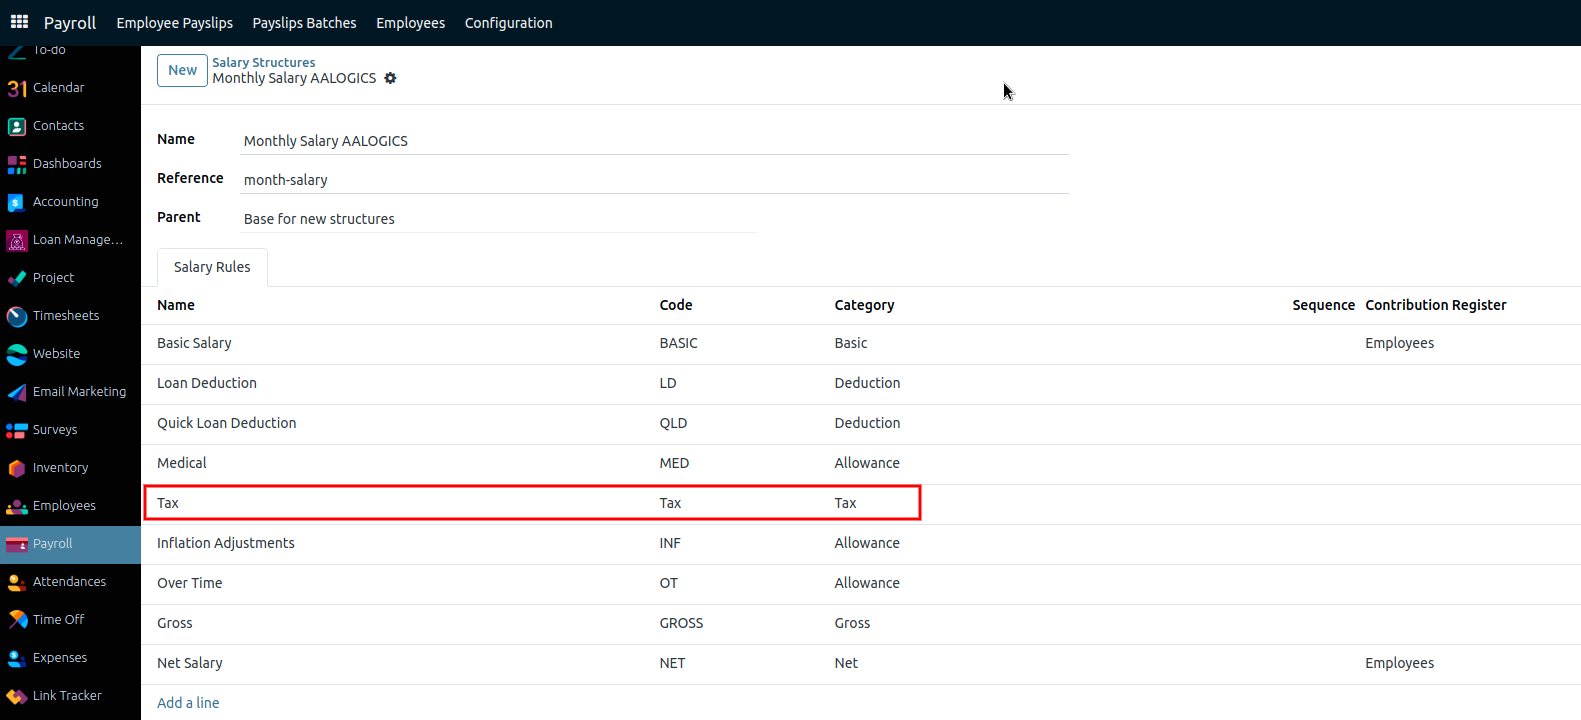 Payroll Employee Payslips Payslips Batches Employees Configuration
To-do
31 Calendar
Contacts
Dashboards
Accounting
Loan Manage...
Project
Timesheets
Website
Email Marketing
Surveys
Inventory
Employees
Payroll
Attendances
Time Off
Expenses
Link Tracker
New
Salary Structures
Monthly Salary AALOGICS
Name Monthly Salary AALOGICS
Reference month-salary
Parent Base for new structures
Salary Rules
Name Code Category Sequence Contribution Register
Basic Salary BASIC Basic Employees
Loan Deduction LD Deduction
Quick Loan Deduction QLD Deduction
Medical MED Allowance
Tax Tax Tax
Inflation Adjustments INF Allowance
Over Time OT Allowance
Gross GROSS Gross
Net Salary NET Net Employees
Add a line